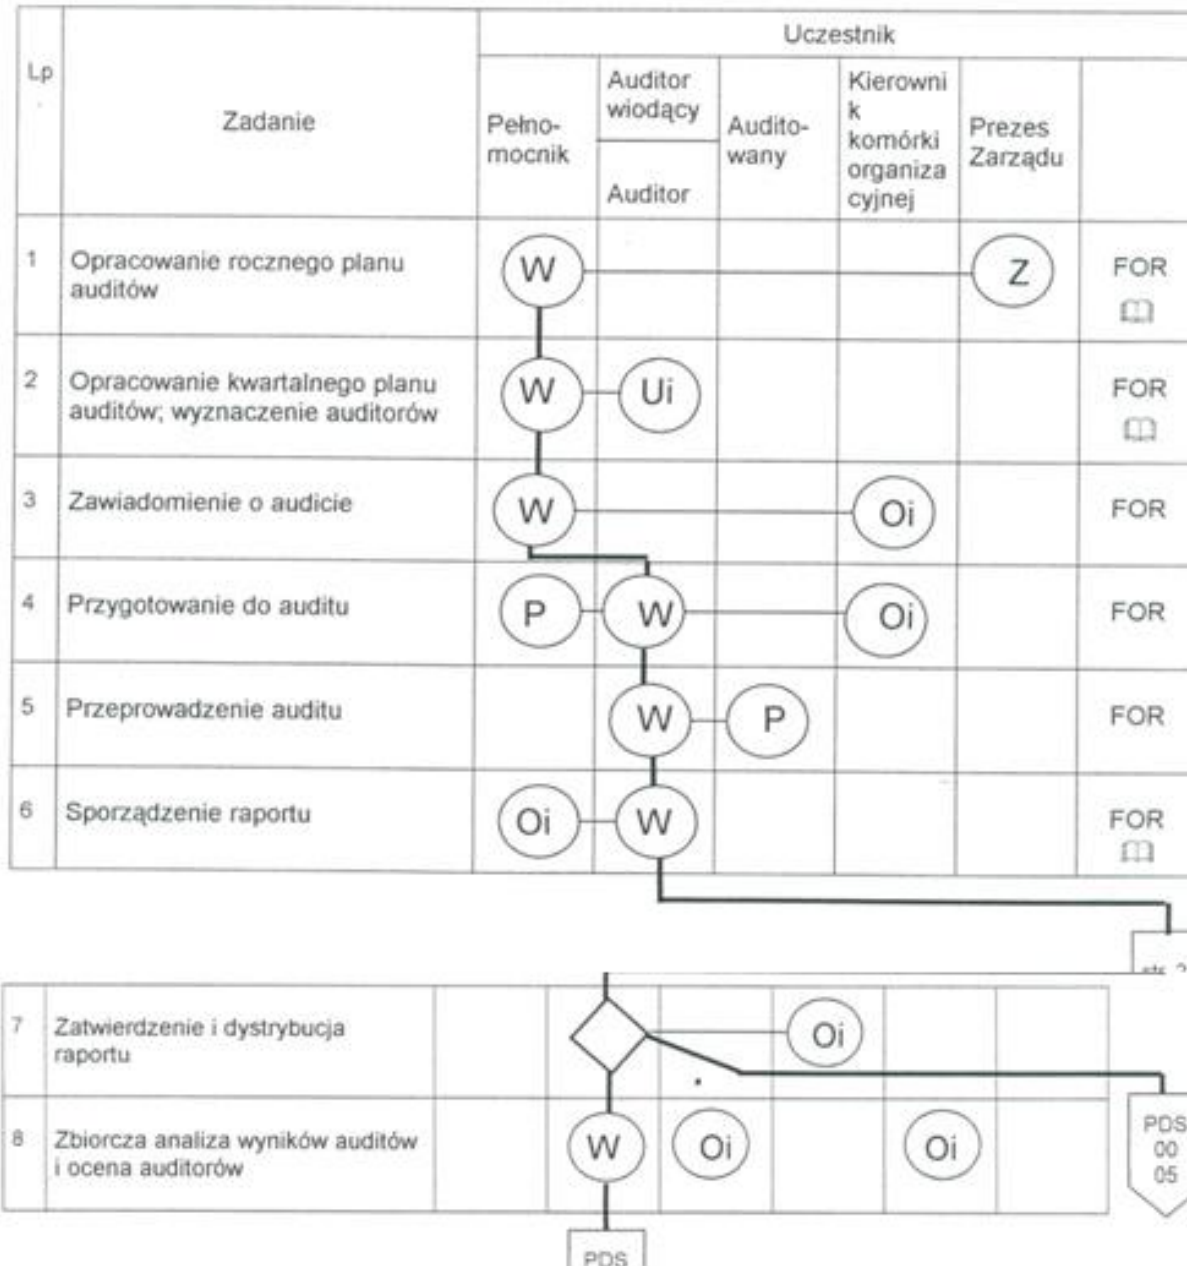 Uczestnik
Lp
Zadanie
Pełno-
mocnik
Auditor
wiodący
Auditor
Audito-
wany
Kierowni
k
komórki
organiza
cyjnej
Prezes
Zarządu
1
Opracowanie rocznego planu
auditów
W
Z
FOR
2
Opracowanie kwartalnego planu
auditów; wyznaczenie auditorów
W
Ui
FOR
3
Zawiadomienie o audicie
W
Oi
FOR
4
Przygotowanie do auditu
P
W
Oi
FOR
5
Przeprowadzenie auditu
W
P
FOR
6
Sporządzenie raportu
Oi
W
FOR
7
Zatwierdzenie i dystrybucja
raportu
Oi
8
Zbiorcza analiza wyników auditów
i ocena auditorów
W
Oi
Oi
PDS
00
05
PDS